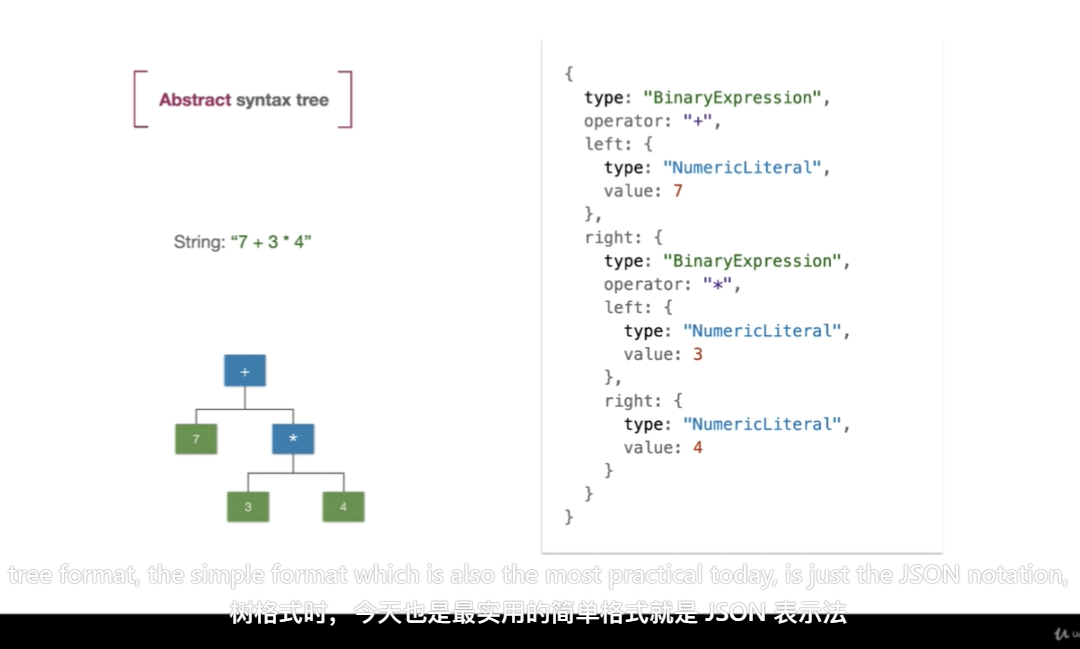 Abstract syntax tree
String: “7 + 3 * 4”
+
7
*
3
4
{
type: "BinaryExpression",
operator: "+",
left: {
type: "NumericLiteral",
value: 7
},
right: {
type: "BinaryExpression",
operator: "*",
left: {
type: "NumericLiteral",
value: 3
},
right: {
type: "NumericLiteral",
value: 4
}
}
}
tree format, the simple format which is also the most practical today, is just the JSON notation,
树格式时，今天也是最实用的简单格式就是 JSON 表示法